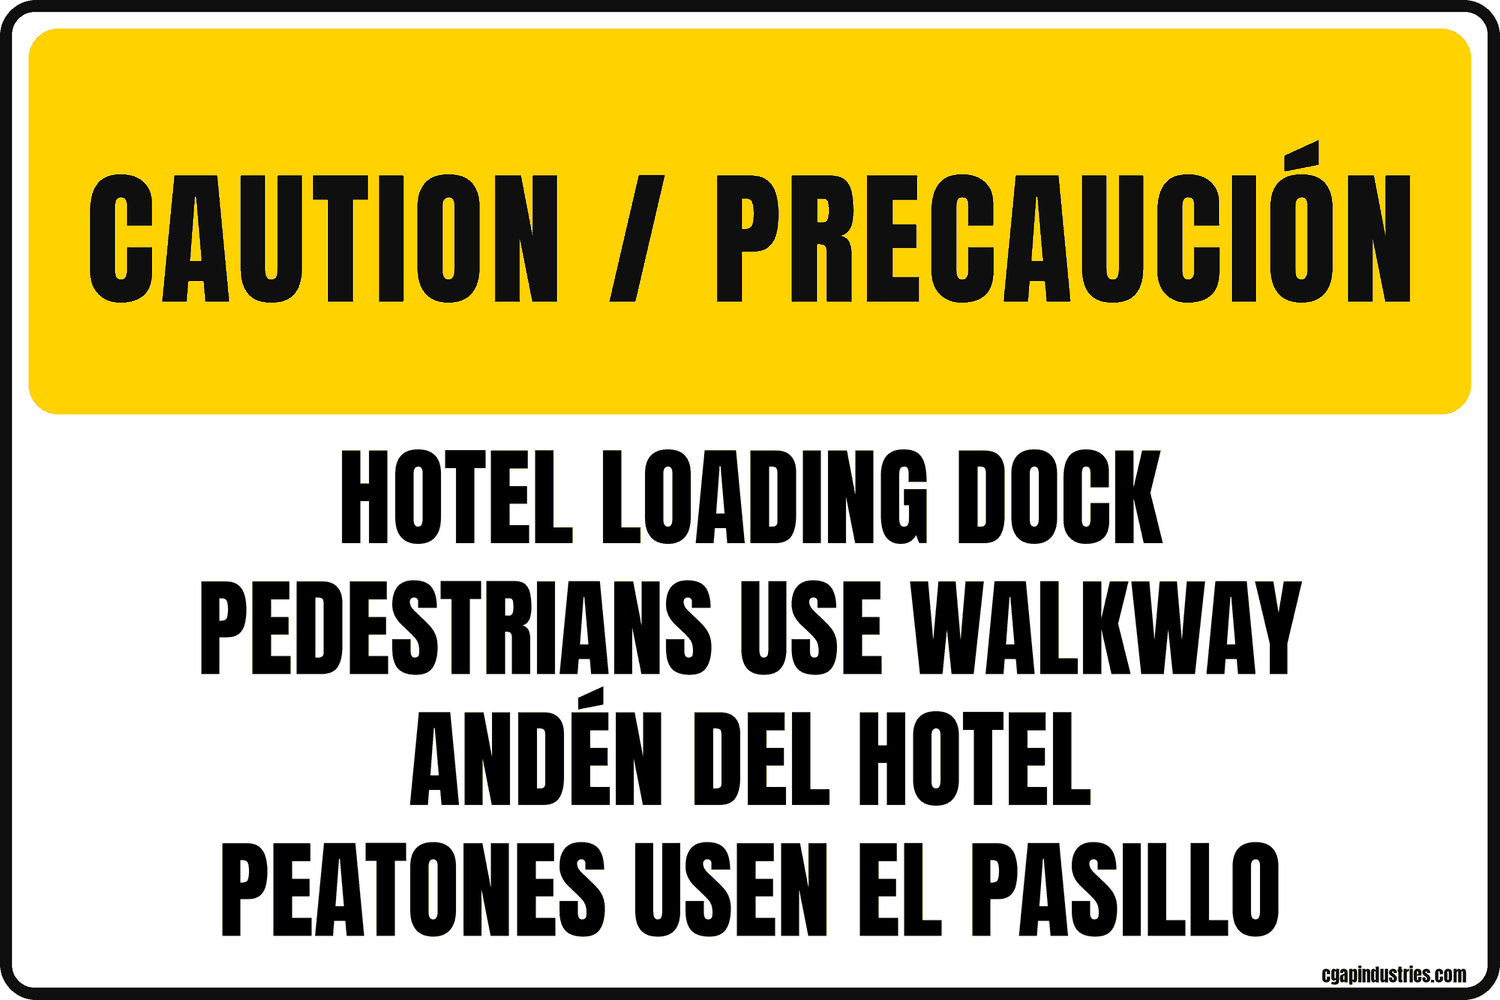 CAUTION / PRECAUCIÓN
HOTEL LOADING DOCK
PEDESTRIANS USE WALKWAY
ANDÉN DEL HOTEL
PEATONES USEN EL PASILLO
cgapindustries.com